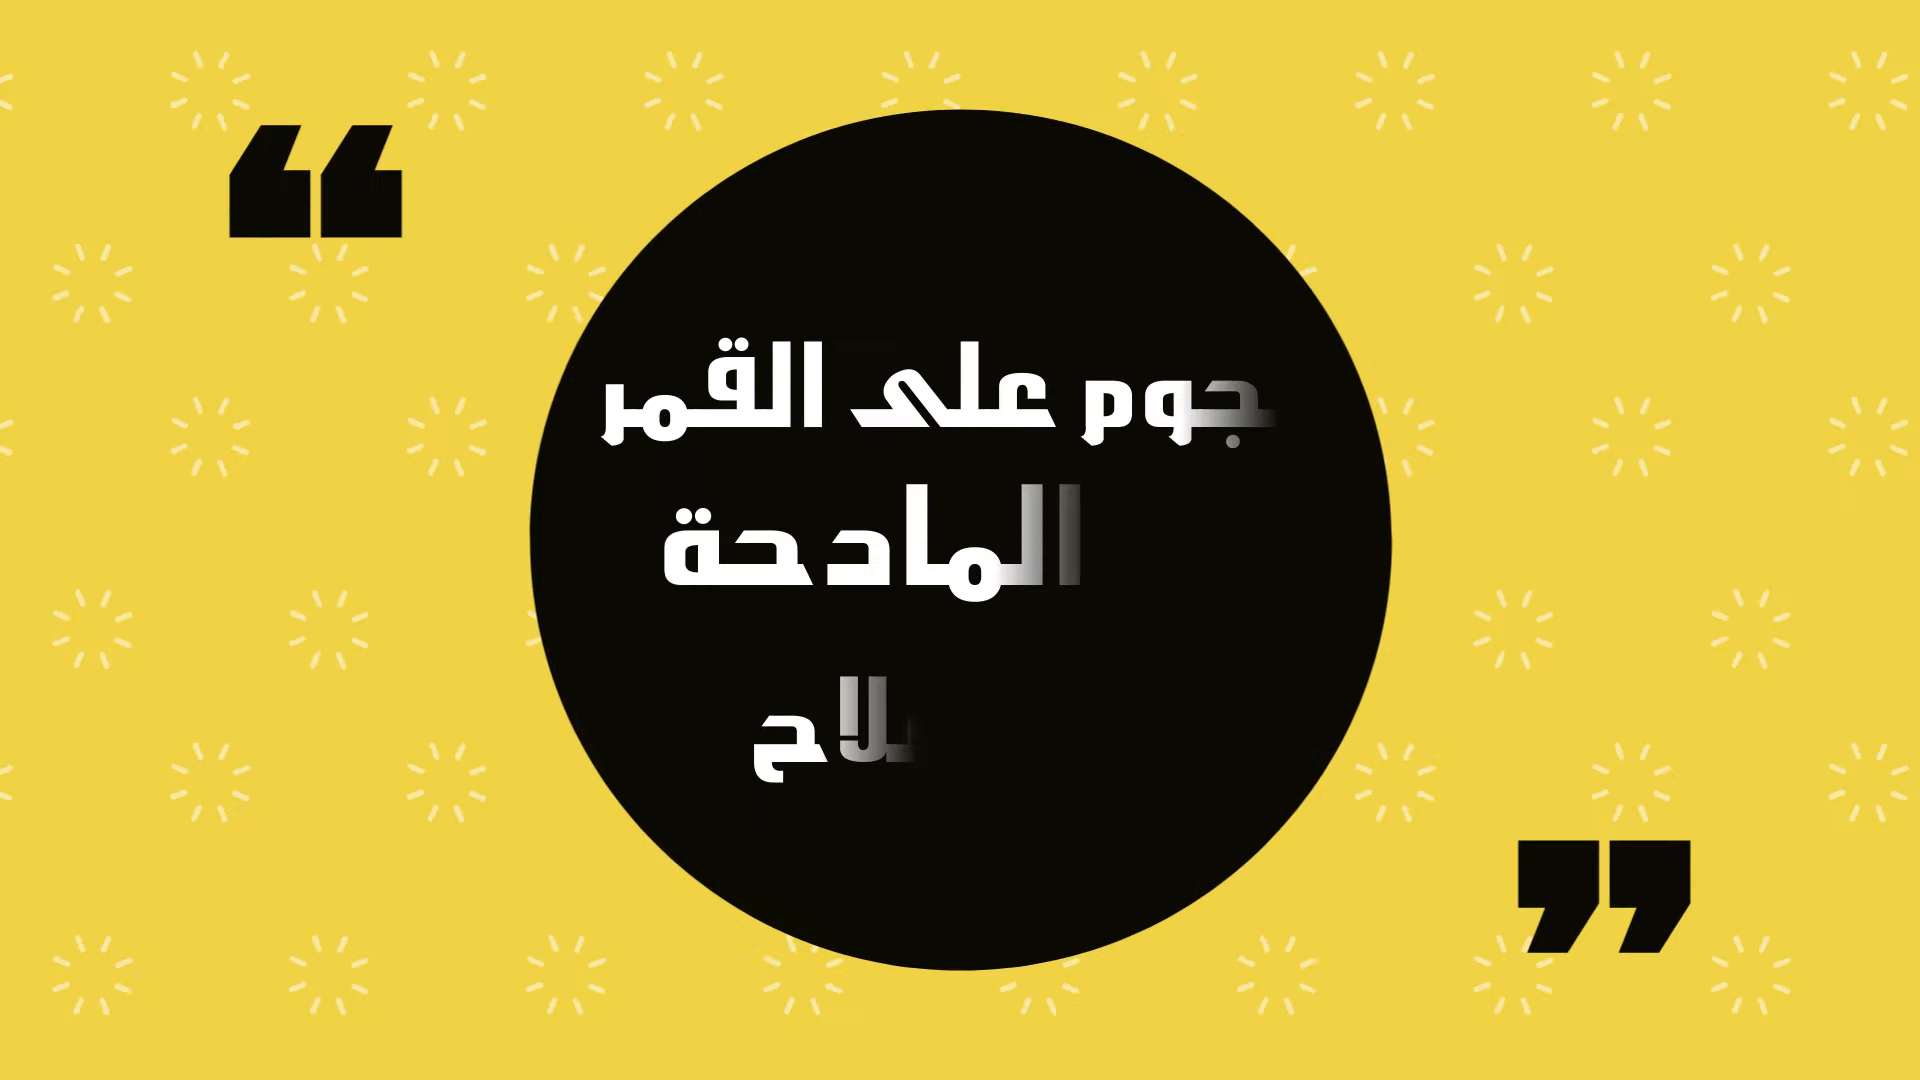 جوم على القمر
المادحة
لاح